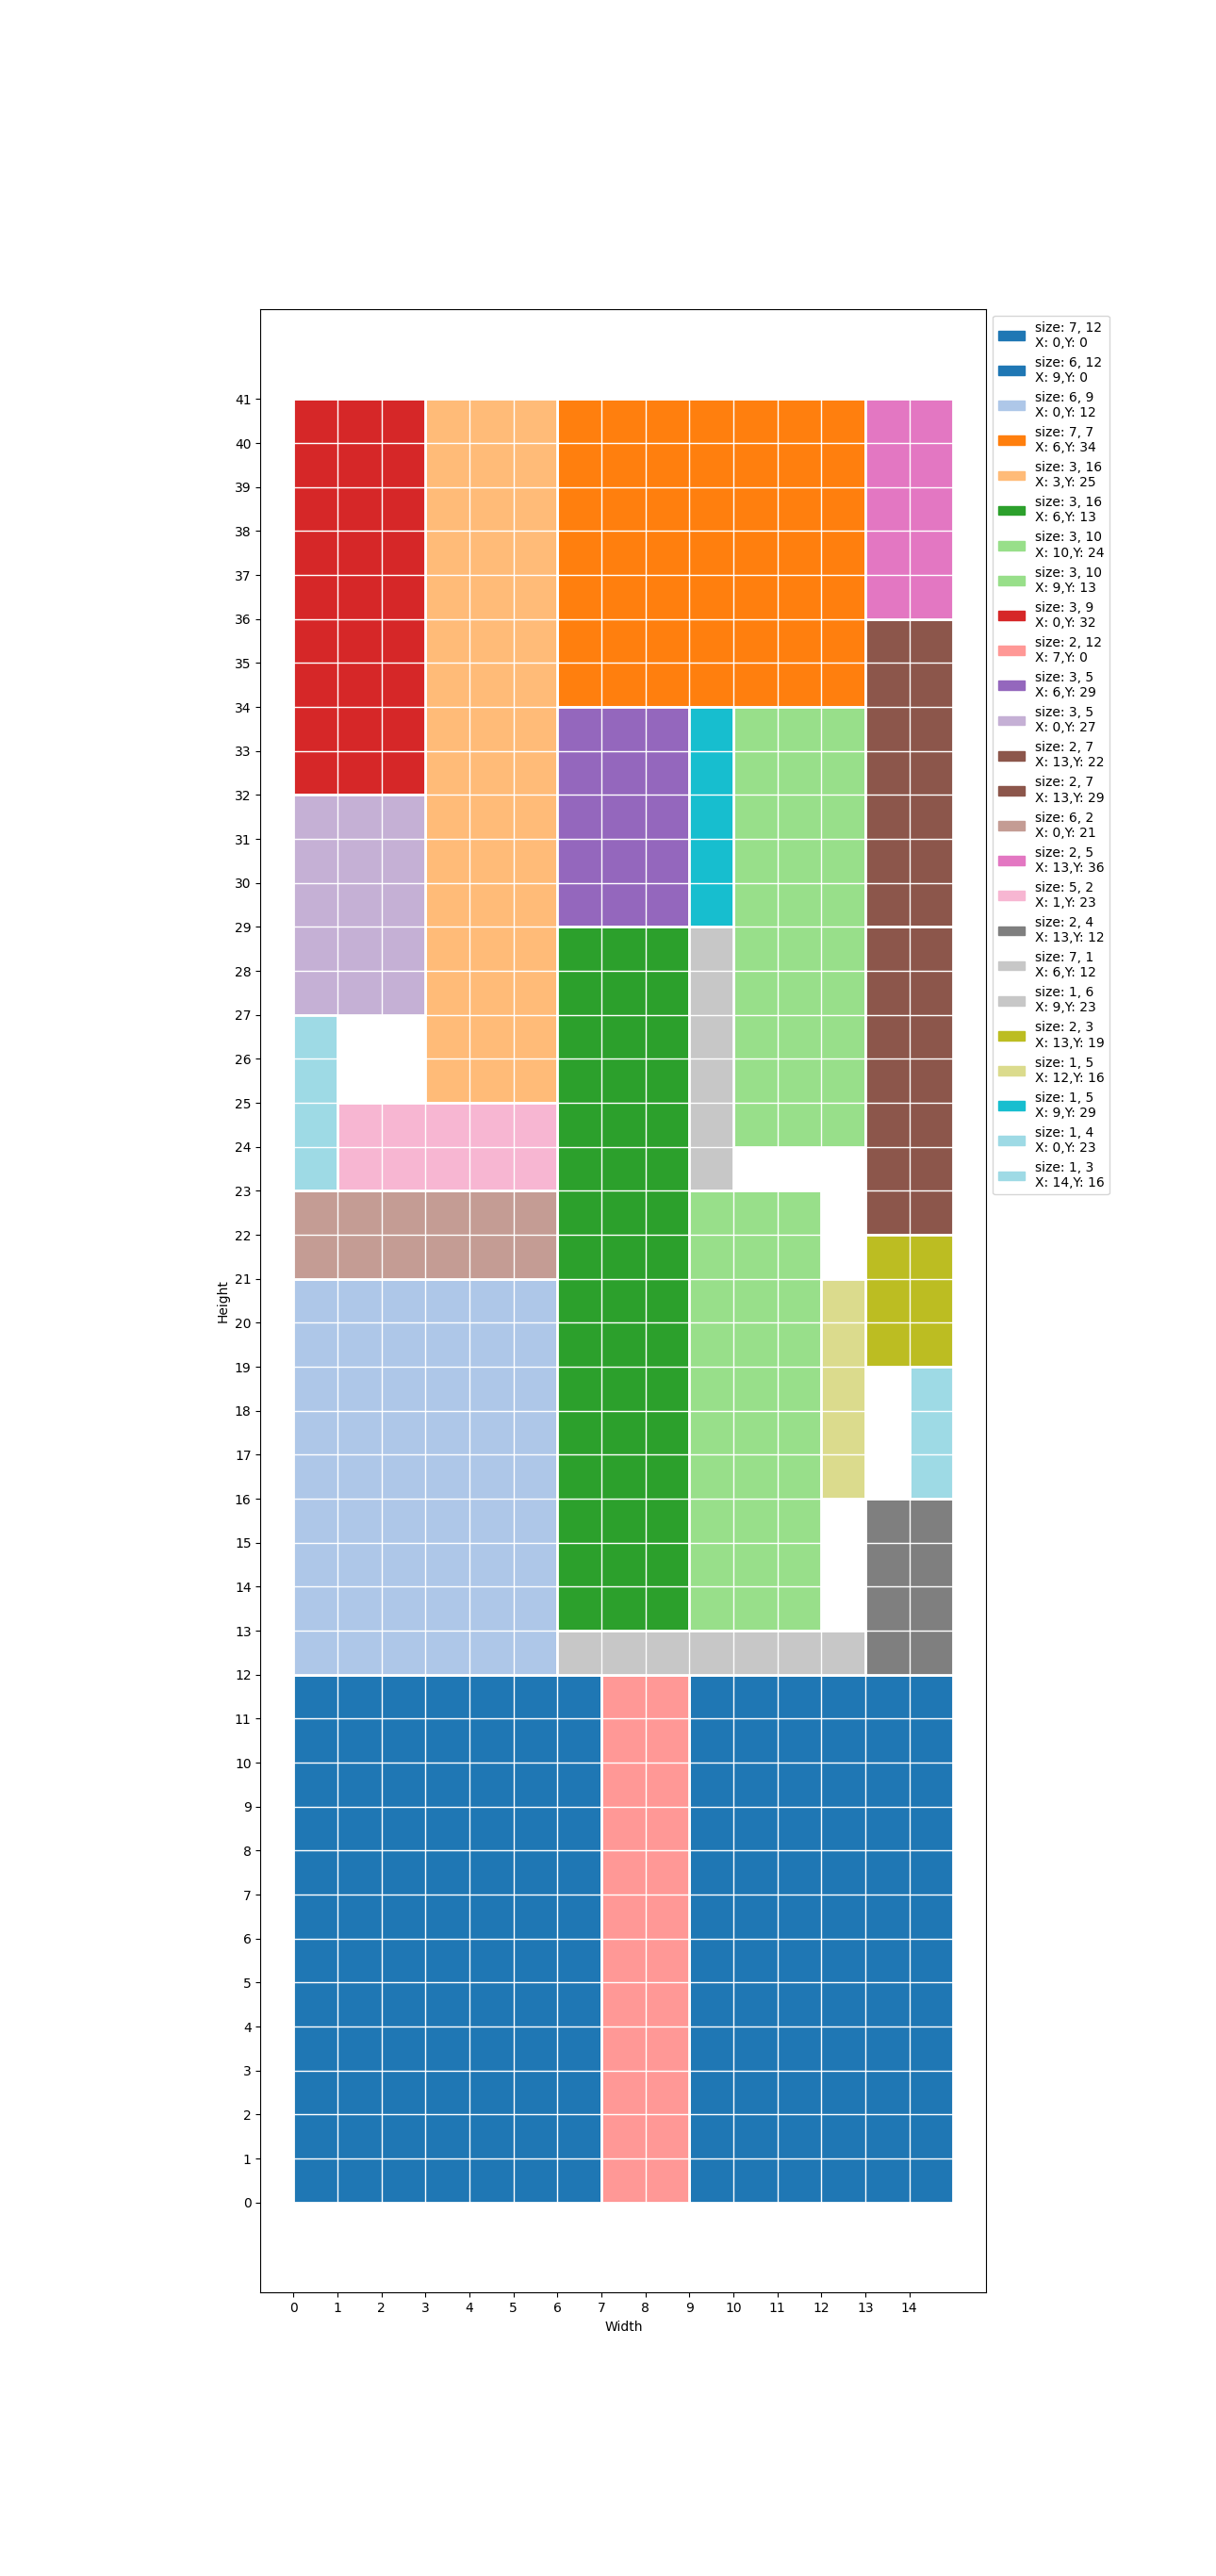 41
40
39
38
37
36
35
34
33
32
31
30
29
28
27
26
25
24
23
22
21
20
19
18
17
16
15
14
13
12
11
10
9
8
7
6
5
4
3
2
1
0
Height
0 1 2 3 4 5 6 7 8 9 10 11 12 13 14
Width
size: 7, 12
X: 0,Y: 0
size: 6, 12
X: 9,Y: 0
size: 6, 9
X: 0,Y: 12
size: 7, 7
X: 6,Y: 34
size: 3, 16
X: 3,Y: 25
size: 3, 16
X: 6,Y: 13
size: 3, 10
X: 10,Y: 24
size: 3, 10
X: 9,Y: 13
size: 3, 9
X: 0,Y: 32
size: 2, 12
X: 7,Y: 0
size: 3, 5
X: 6,Y: 29
size: 3, 5
X: 0,Y: 27
size: 2, 7
X: 13,Y: 22
size: 2, 7
X: 13,Y: 29
size: 6, 2
X: 0,Y: 21
size: 2, 5
X: 13,Y: 36
size: 5, 2
X: 1,Y: 23
size: 2, 4
X: 13,Y: 12
size: 7, 1
X: 6,Y: 12
size: 1, 6
X: 9,Y: 23
size: 2, 3
X: 13,Y: 19
size: 1, 5
X: 12,Y: 16
size: 1, 5
X: 9,Y: 29
size: 1, 4
X: 0,Y: 23
size: 1, 3
X: 14,Y: 16